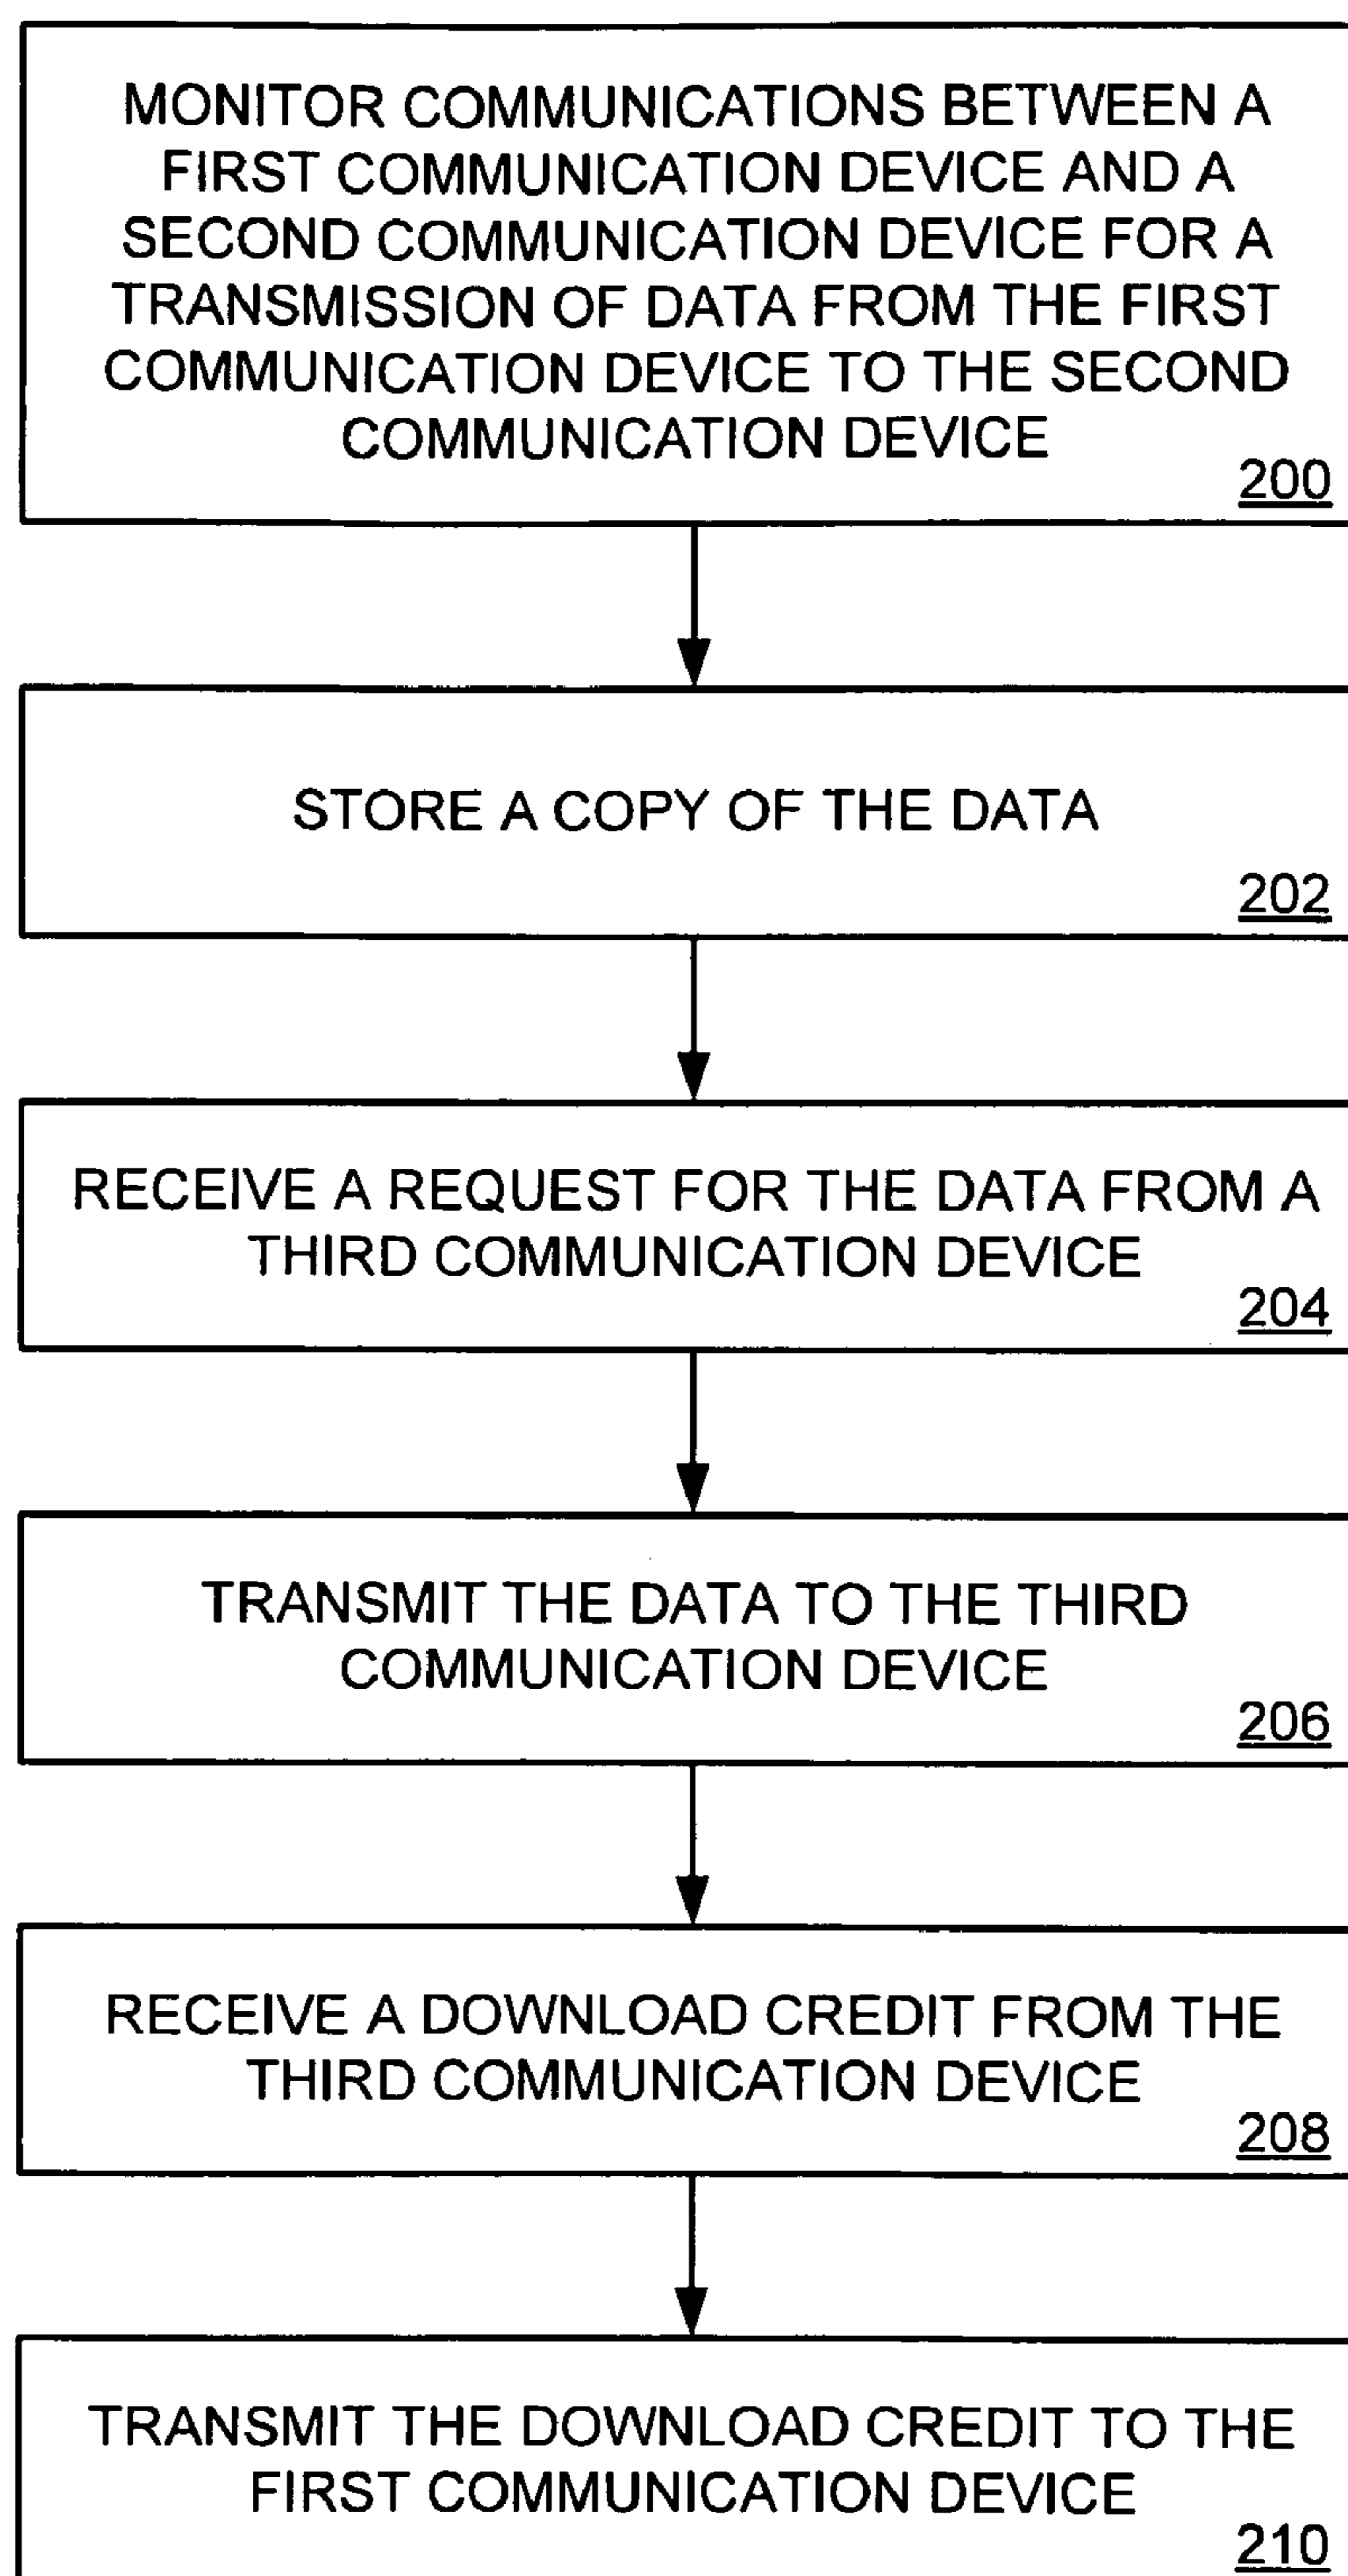 MONITOR COMMUNICATIONS BETWEEN A
FIRST COMMUNICATION DEVICE AND A
SECOND COMMUNICATION DEVICE FOR A
TRANSMISSION OF DATA FROM THE FIRST
COMMUNICATION DEVICE TO THE SECOND
COMMUNICATION DEVICE
200
STORE A COPY OF THE DATA
202
RECEIVE A REQUEST FOR THE DATA FROM A
THIRD COMMUNICATION DEVICE
204
TRANSMIT THE DATA TO THE THIRD
COMMUNICATION DEVICE
206
RECEIVE A DOWNLOAD CREDIT FROM THE
THIRD COMMUNICATION DEVICE
208
TRANSMIT THE DOWNLOAD CREDIT TO THE
FIRST COMMUNICATION DEVICE
210